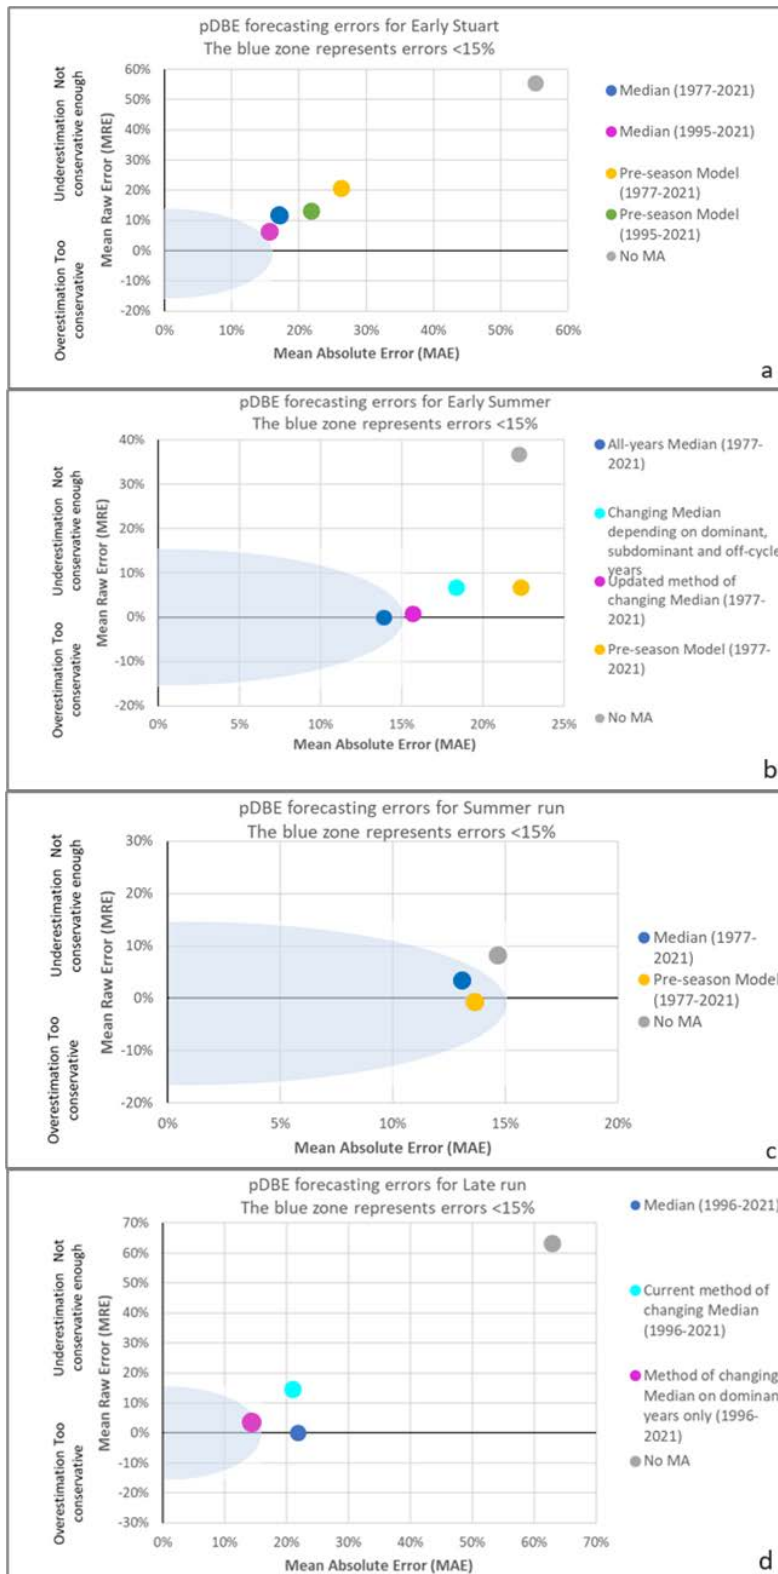 pDBE forecasting errors for Early Stuart
The blue zone represents errors <15%
Underestimation Not
conservative enough
Overestimation Too
conservative
Mean Raw Error (MRE)
60%
50%
40%
30%
20%
10%
0%
-10%
-20%
0% 10% 20% 30% 40% 50% 60%
Mean Absolute Error (MAE)
Median (1977-2021)
Median (1995-2021)
Pre-season Model
(1977-2021)
Pre-season Model
(1995-2021)
No MA
a
pDBE forecasting errors for Early Summer
The blue zone represents errors <15%
Underestimation Not
conservative enough
Overestimation Too
conservative
Mean Raw Error (MRE)
40%
30%
20%
10%
0%
-10%
-20%
0% 5% 10% 15% 20% 25%
Mean Absolute Error (MAE)
All-years Median (1977-
2021)
Changing Median
depending on dominant,
subdominant and off-cycle
years
Updated method of
changing Median (1977-
2021)
Pre-season Model (1977-
2021)
No MA
b
pDBE forecasting errors for Summer run
The blue zone represents errors <15%
Underestimation Not
conservative enough
Overestimation Too
conservative
Mean Raw Error (MRE)
30%
20%
10%
0%
-10%
-20%
0% 5% 10% 15% 20%
Mean Absolute Error (MAE)
Median (1977-
2021)
Pre-season Model
(1977-2021)
No MA
c
pDBE forecasting errors for Late run
The blue zone represents errors <15%
Underestimation Not
conservative enough
Overestimation Too
conservative
Mean Raw Error (MRE)
70%
60%
50%
40%
30%
20%
10%
0%
-10%
-20%
-30%
0% 10% 20% 30% 40% 50% 60% 70%
Mean Absolute Error (MAE)
Median (1996-2021)
Current method of
changing Median
(1996-2021)
Method of changing
Median on dominan
years only (1996-
2021)
No MA
d